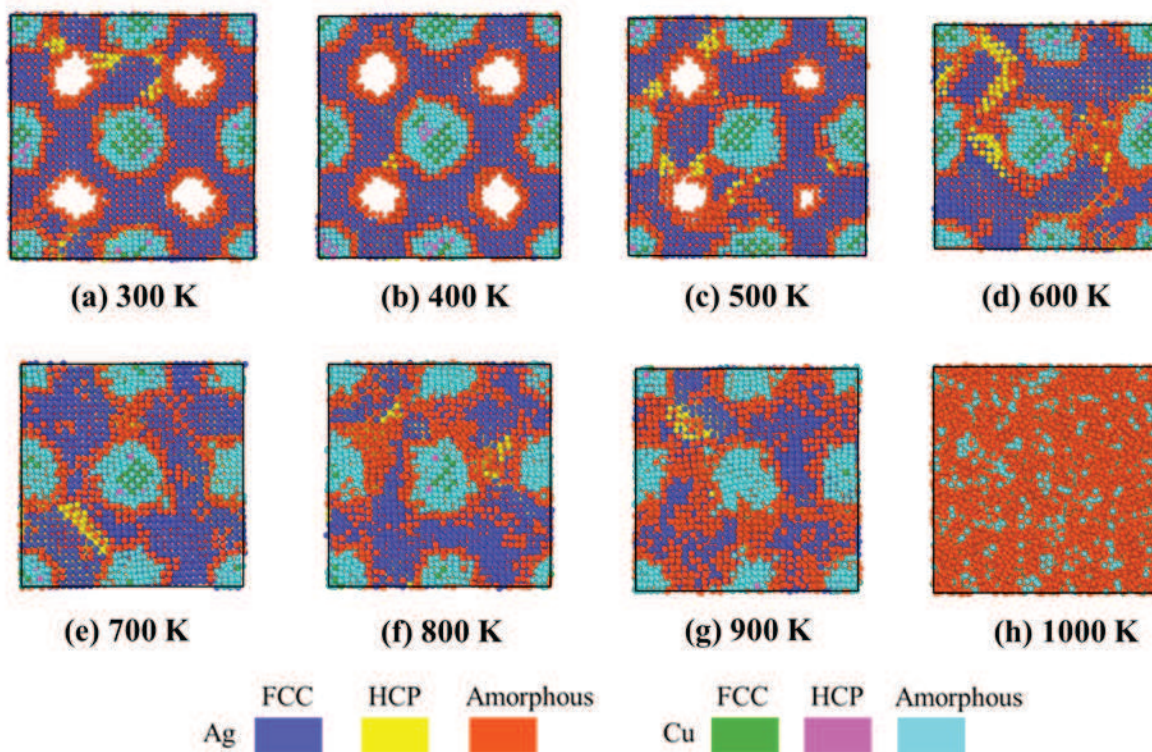 (a) 300 K (b) 400 K (c) 500 K (d) 600 K
(e) 700 K (f) 800 K (g) 900 K (h) 1000 K
FCC HCP Amorphous FCC HCP Amorphous
Ag Cu